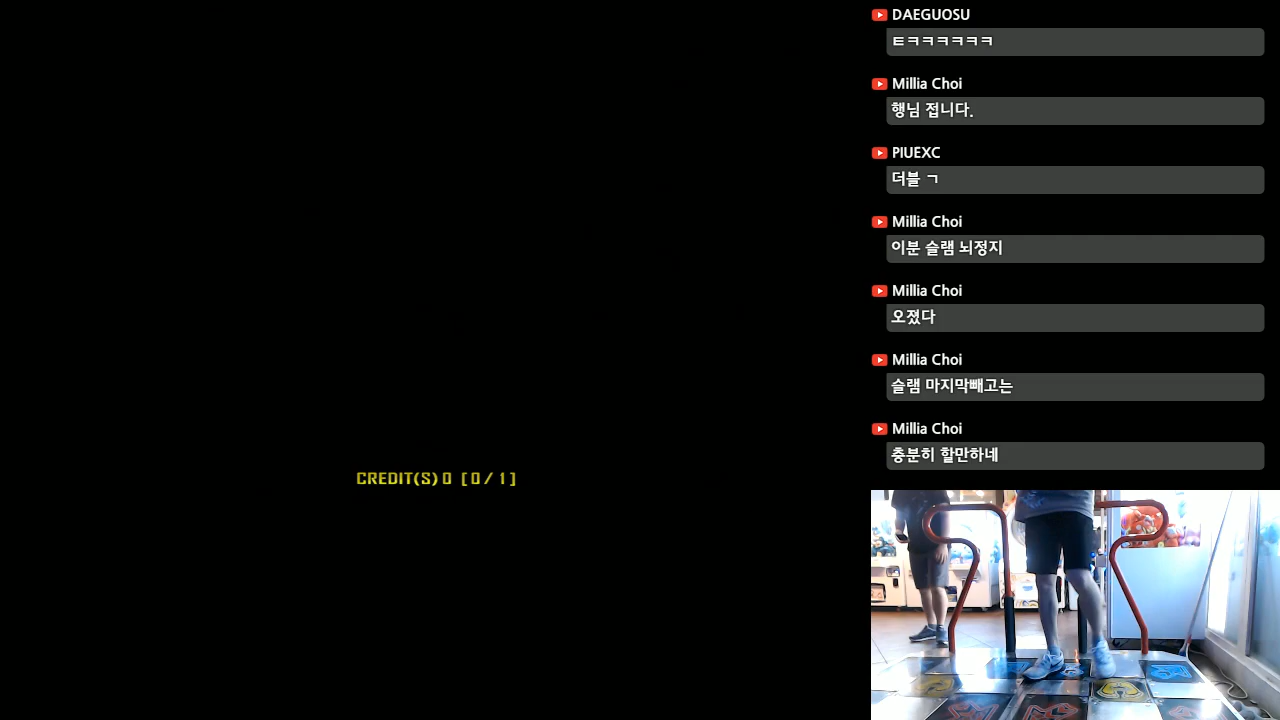 DAEGUOSU
ㅌㅋㅋㅋㅋㅋㅋ
Millia Choi
행님 접니다.
PIUEXC
더블 ㄱ
Millia Choi
이분 슬램 뇌정지
Millia Choi
오졌다
Millia Choi
슬램 마지막빼고는
Millia Choi
충분히 할만하네
CREDIT(S) 0 [ 0 / 1 ]